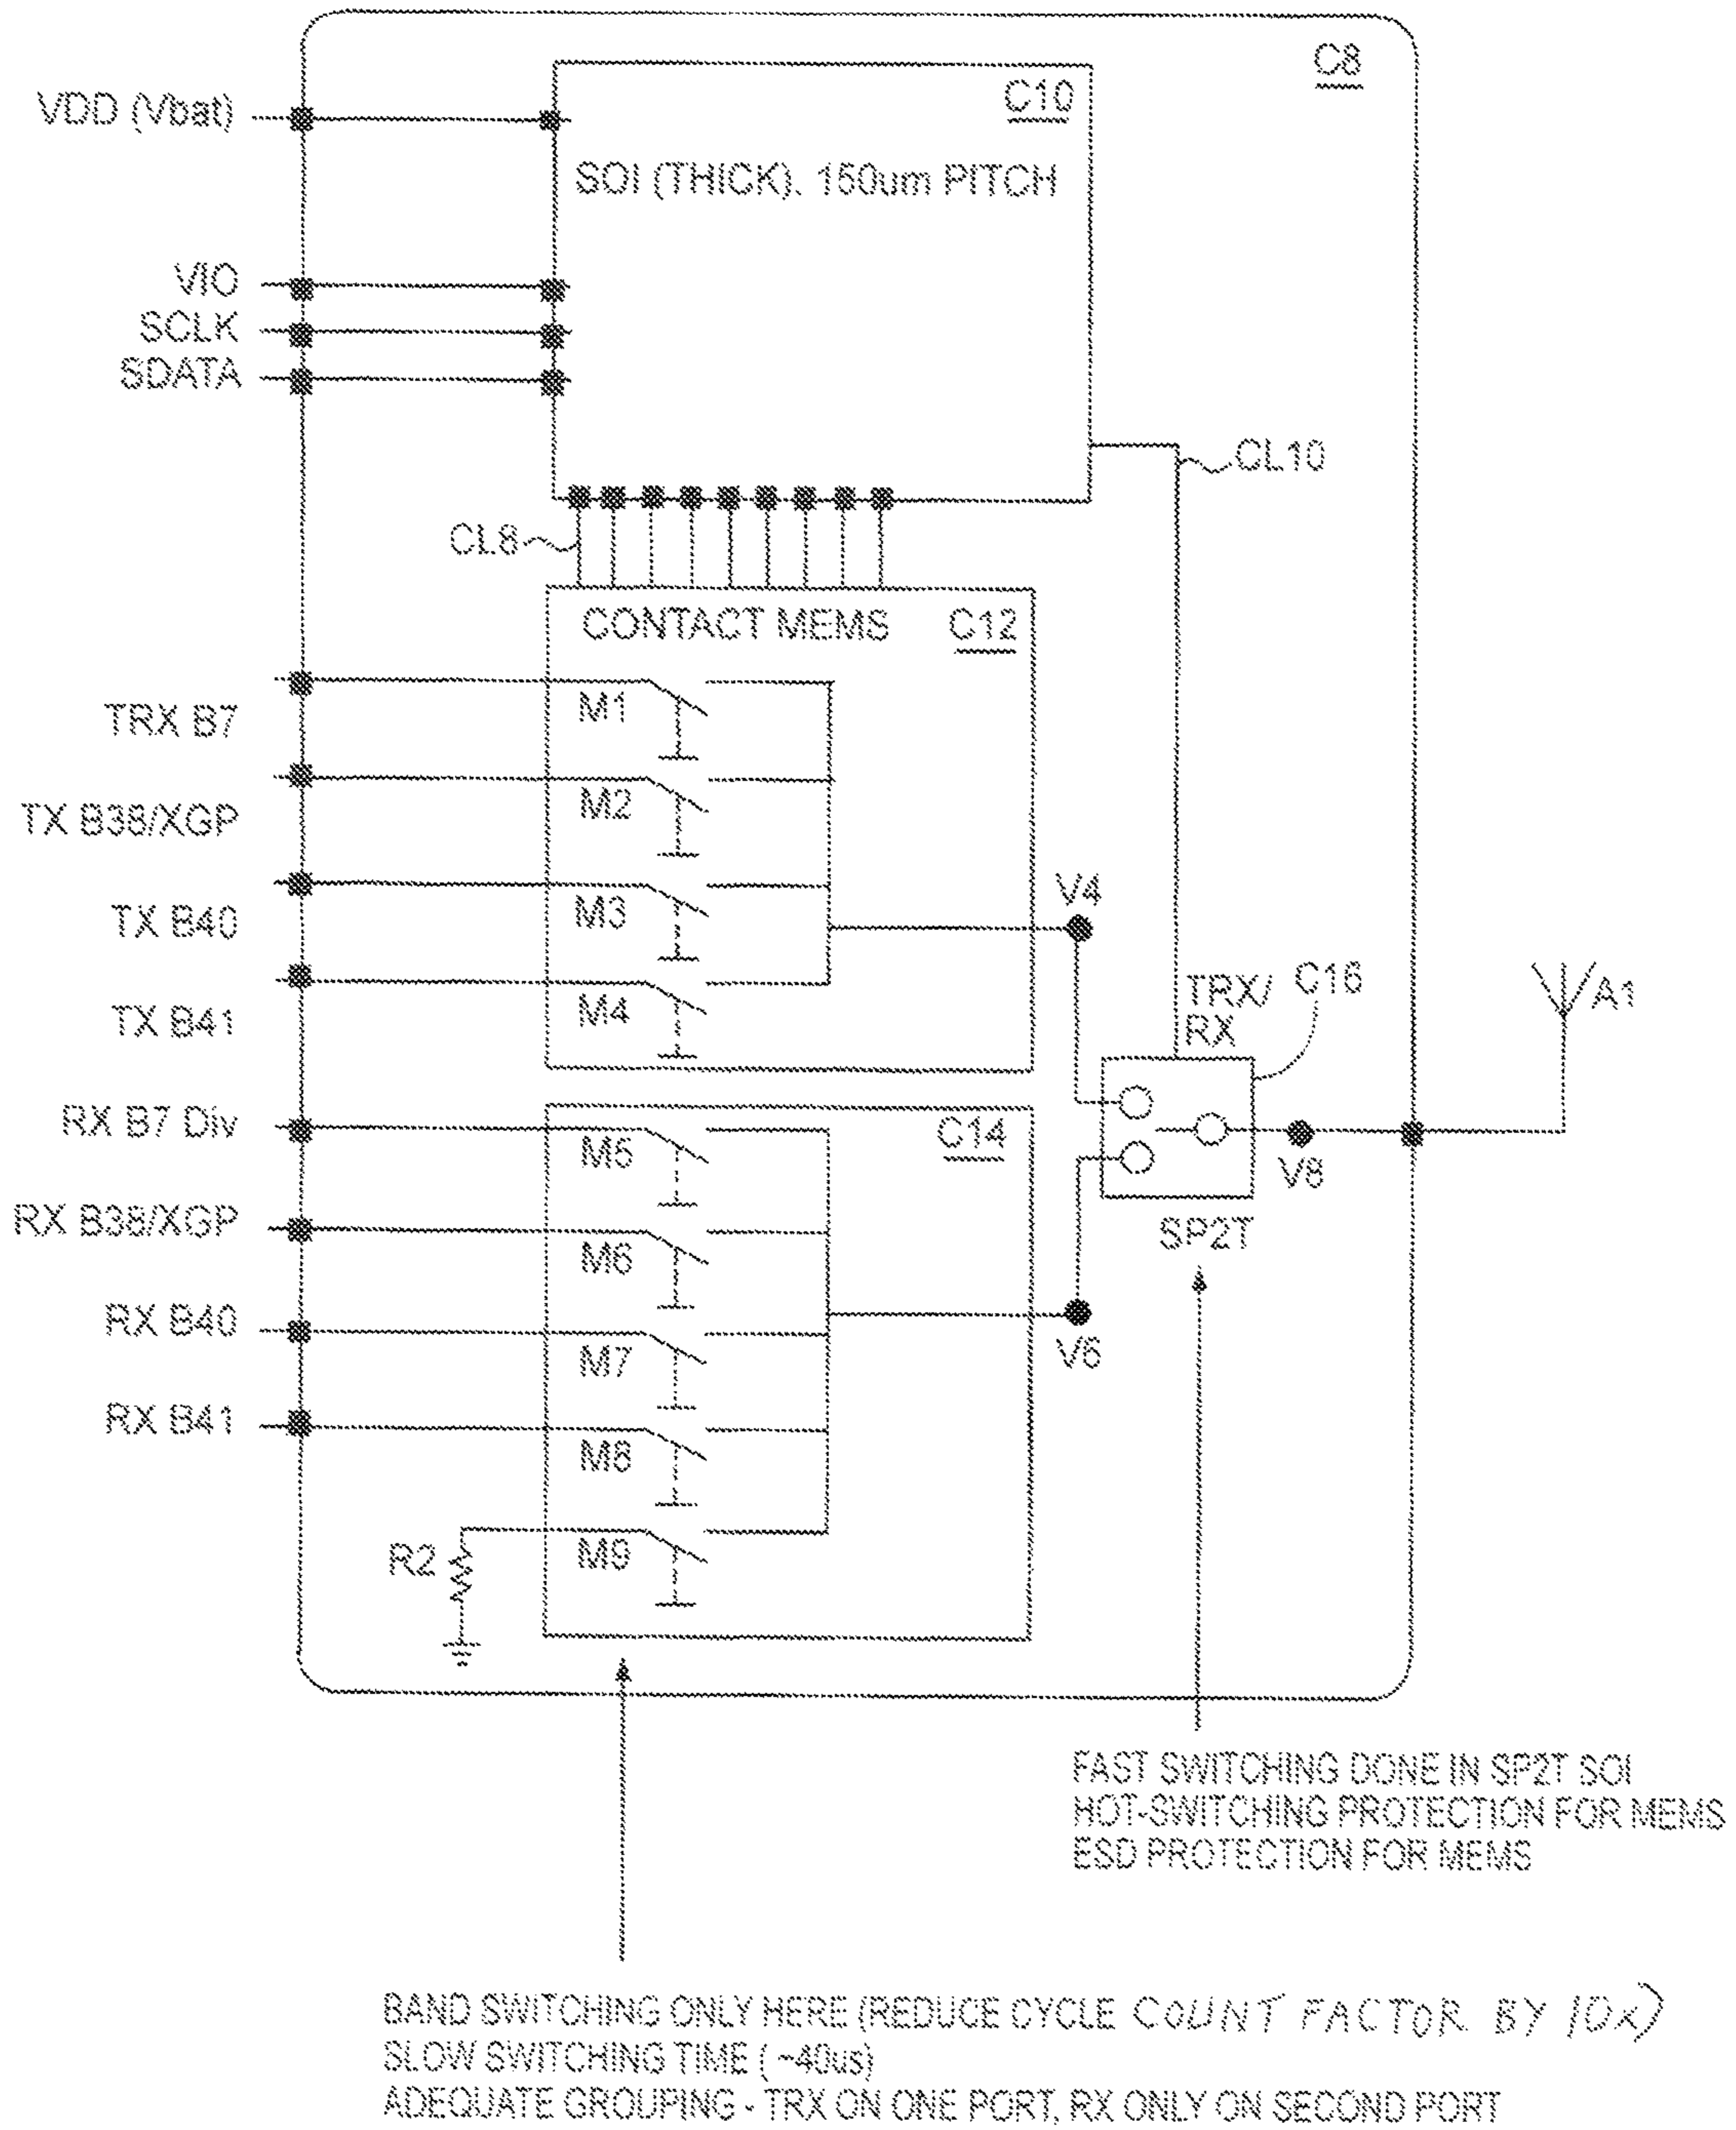 C8
C10
VDD (Vbat)
SOI (THICK). 150um PITCH
VIO
SCLK
SDATA
CL10
CL8
CONTACT MEMS
C12
M1
TRX B7
M2
TX B38/XGP
V4
M3
TX B40
TRX/
RX
C16
A1
M4
TX B41
RX B7 Div
C14
M5
V8
RX B38/XGP
SP2T
M6
RX B40
V6
M7
RX B41
M8
R2
M9
FAST SWITCHING DONE IN SP2T SOI
HOT-SWITCHING PROTECTION FOR MEMS
ESD PROTECTION FOR MEMS
BAND SWITCHING ONLY HERE (REDUCE CYCLE COUNT FACTOR BY 10X)
SLOW SWITCHING TIME ( ~40us)
ADEQUATE GROUPING - TRX ON ONE PORT, RX ONLY ON SECOND PORT